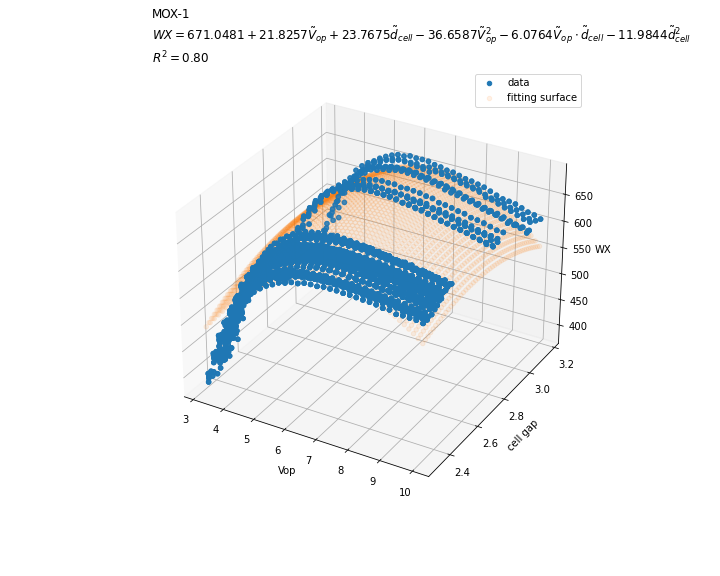 MOX-1
WX = 671.0481 + 21.8257Ṽ_op + 23.7675d̃_cell − 36.6587Ṽ²_op − 6.0764Ṽ_op · d̃_cell − 11.9844d̃²_cell
R² = 0.80
data
fitting surface
650
600
550 WX
500
450
400
3.2
3.0
2.8
2.6
2.4
cell gap
3
4
5
6
7
8
9
10
Vop